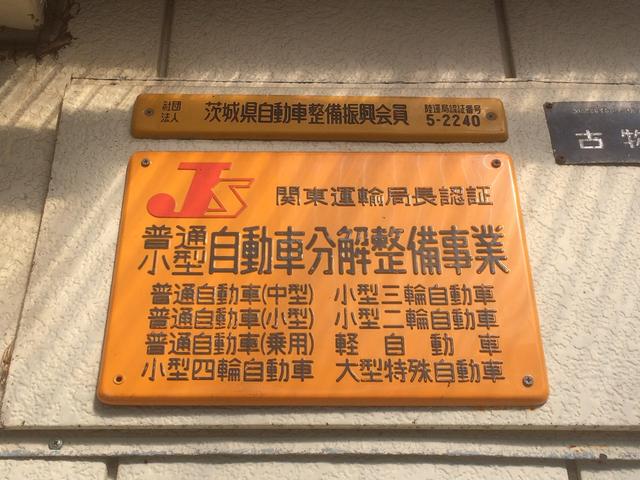 社団法人 茨城県自動車整備振興会員 陸運局認証番号 5-2240
古物
JS 関東運輸局長認証
普通小型 自動車分解整備事業
普通自動車(中型) 小型三輪自動車
普通自動車(小型) 小型二輪自動車
普通自動車(乗用) 軽自動車
小型四輪自動車 大型特殊自動車